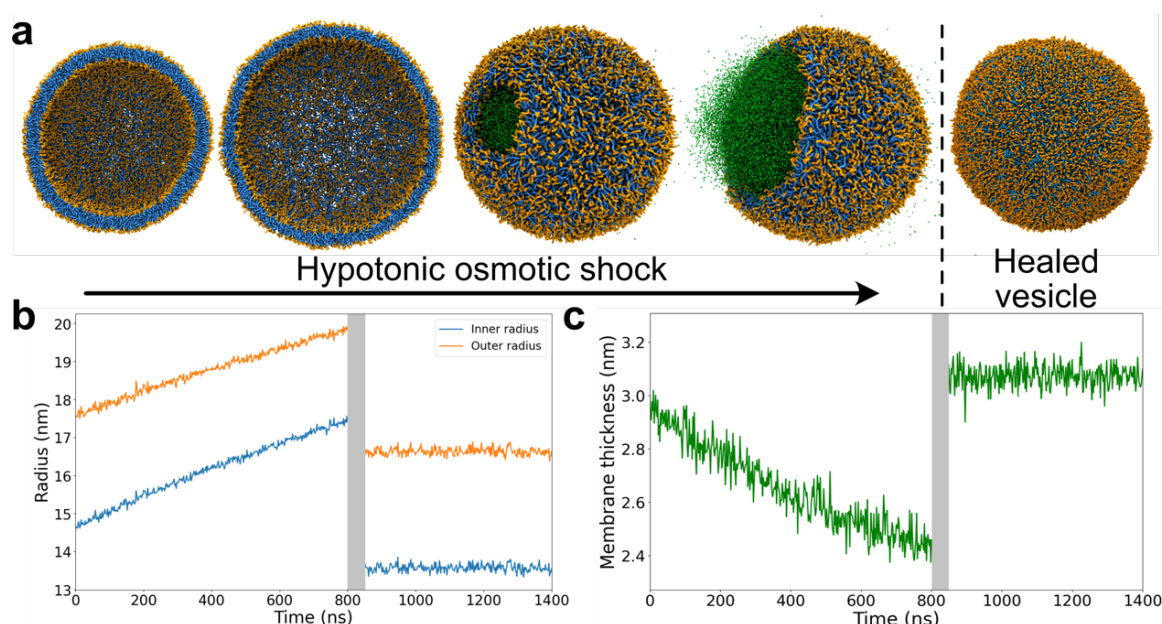 a
Hypotonic osmotic shock
Healed
vesicle
b
20
19
18
17
16
15
14
13
Radius (nm)
Inner radius
Outer radius
0
200
400
600
800
1000
1200
1400
Time (ns)
c
3.2
3.0
2.8
2.6
2.4
Membrane thickness (nm)
0
200
400
600
800
1000
1200
1400
Time (ns)